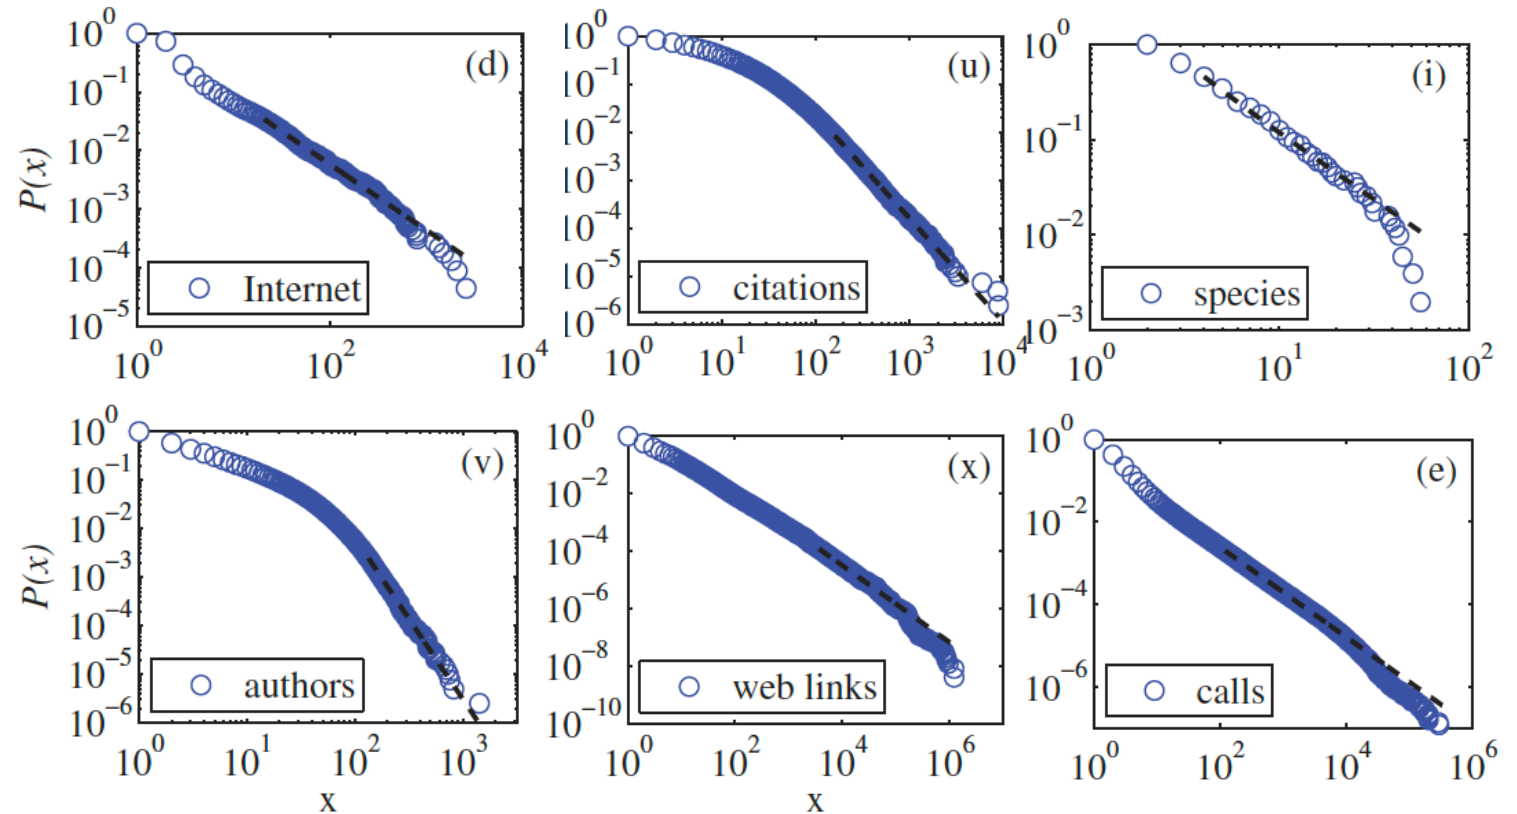 10^0 10^-1 10^-2 10^-3 10^-4 10^-5
P(x)
(d)
Internet
10^0 10^2 10^4
10^0 10^-1 10^-2 10^-3 10^-4 10^-5 10^-6
(u)
citations
10^0 10^1 10^2 10^3 10^4
10^0 10^-1 10^-2 10^-3
(i)
species
10^0 10^1 10^2
10^0 10^-1 10^-2 10^-3 10^-4 10^-5 10^-6
P(x)
(v)
authors
10^0 10^1 10^2 10^3
x
10^0 10^-2 10^-4 10^-6 10^-8 10^-10
(x)
web links
10^0 10^2 10^4 10^6
x
10^0 10^-2 10^-4 10^-6
(e)
calls
10^0 10^2 10^4 10^6